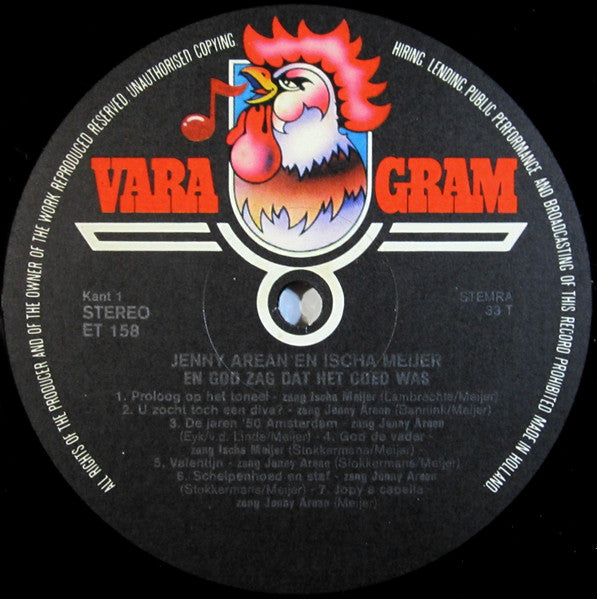 ALL RIGHTS OF THE PRODUCER AND OF THE OWNER OF THE WORK REPRODUCED RESERVED UNAUTHORISED COPYING
HIRING, LENDING, PUBLIC PERFORMANCE AND BROADCASTING OF THIS RECORD PROHIBITED MADE IN HOLLAND
VARA GRAM
Kant 1
STEREO
ET 158
STEMRA
33 T
JENNY AREAN EN ISCHA MEIJER
EN GOD ZAG DAT HET GOED WAS
1. Proloog op het toneel - zang Ischa Meijer (Lambrechts/Meijer)
2. U zocht toch een diva? - zang Jenny Arean (Bannink/Meijer)
3. De jaren '50 Amsterdam - zang Jenny Arean
(Eyk/v.d. Linde/Meijer) - 4. God de vader -
zang Ischa Meijer (Stokkermans/Meijer)
5. Valentijn - zang Jenny Arean (Stokkermans/Meijer)
6. Schelpenhoed en staf - zang Jenny Arean
(Stokkermans/Meijer) - 7. Jopy a capella -
zang Jenny Arean (Meijer)